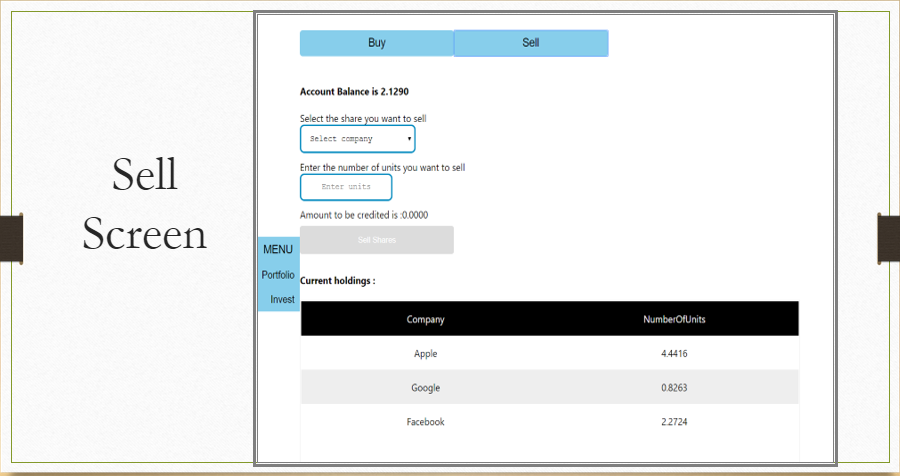 Sell
Screen
Buy Sell
Account Balance is 2.1290
Select the share you want to sell
Select company
Enter the number of units you want to sell
Enter units
Amount to be credited is :0.0000
Sell Shares
MENU
Portfolio
Invest
Current holdings :
Company NumberOfUnits
Apple 4.4416
Google 0.8263
Facebook 2.2724